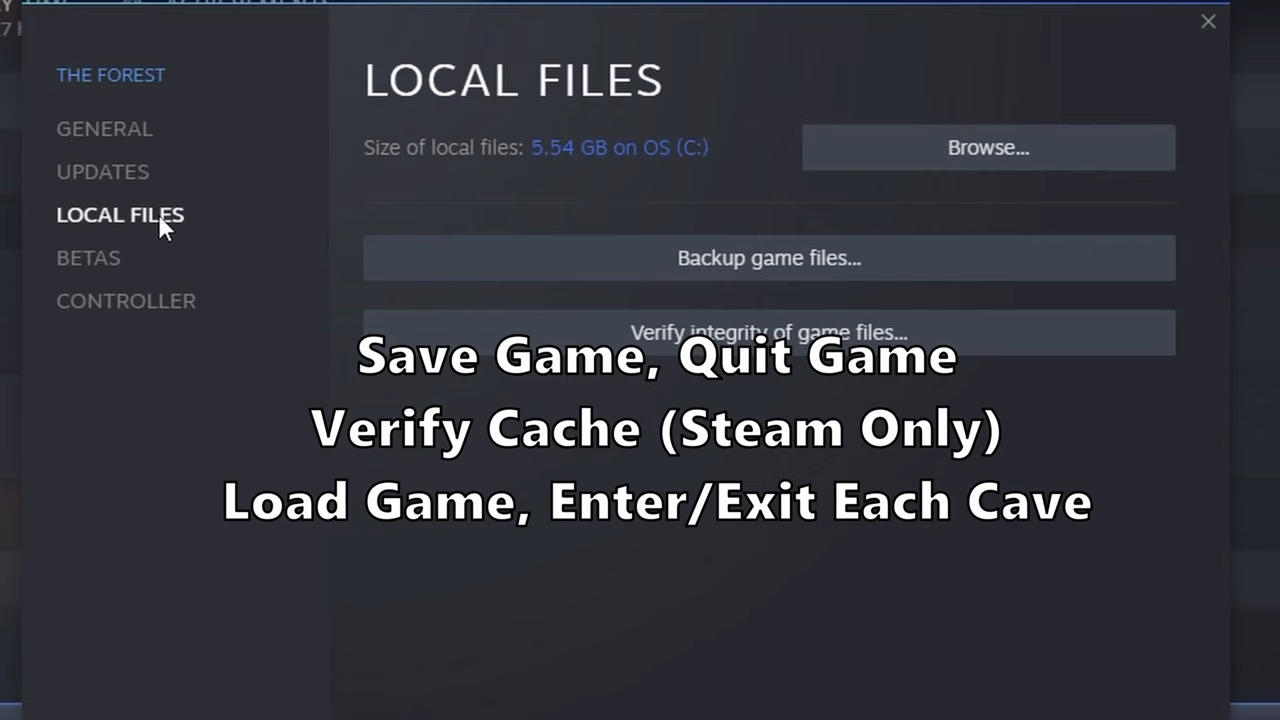 THE FOREST
GENERAL
UPDATES
LOCAL FILES
BETAS
CONTROLLER
LOCAL FILES
Size of local files: 5.54 GB on OS (C:)
Browse...
Backup game files...
Verify integrity of game files...
Save Game, Quit Game
Verify Cache (Steam Only)
Load Game, Enter/Exit Each Cave